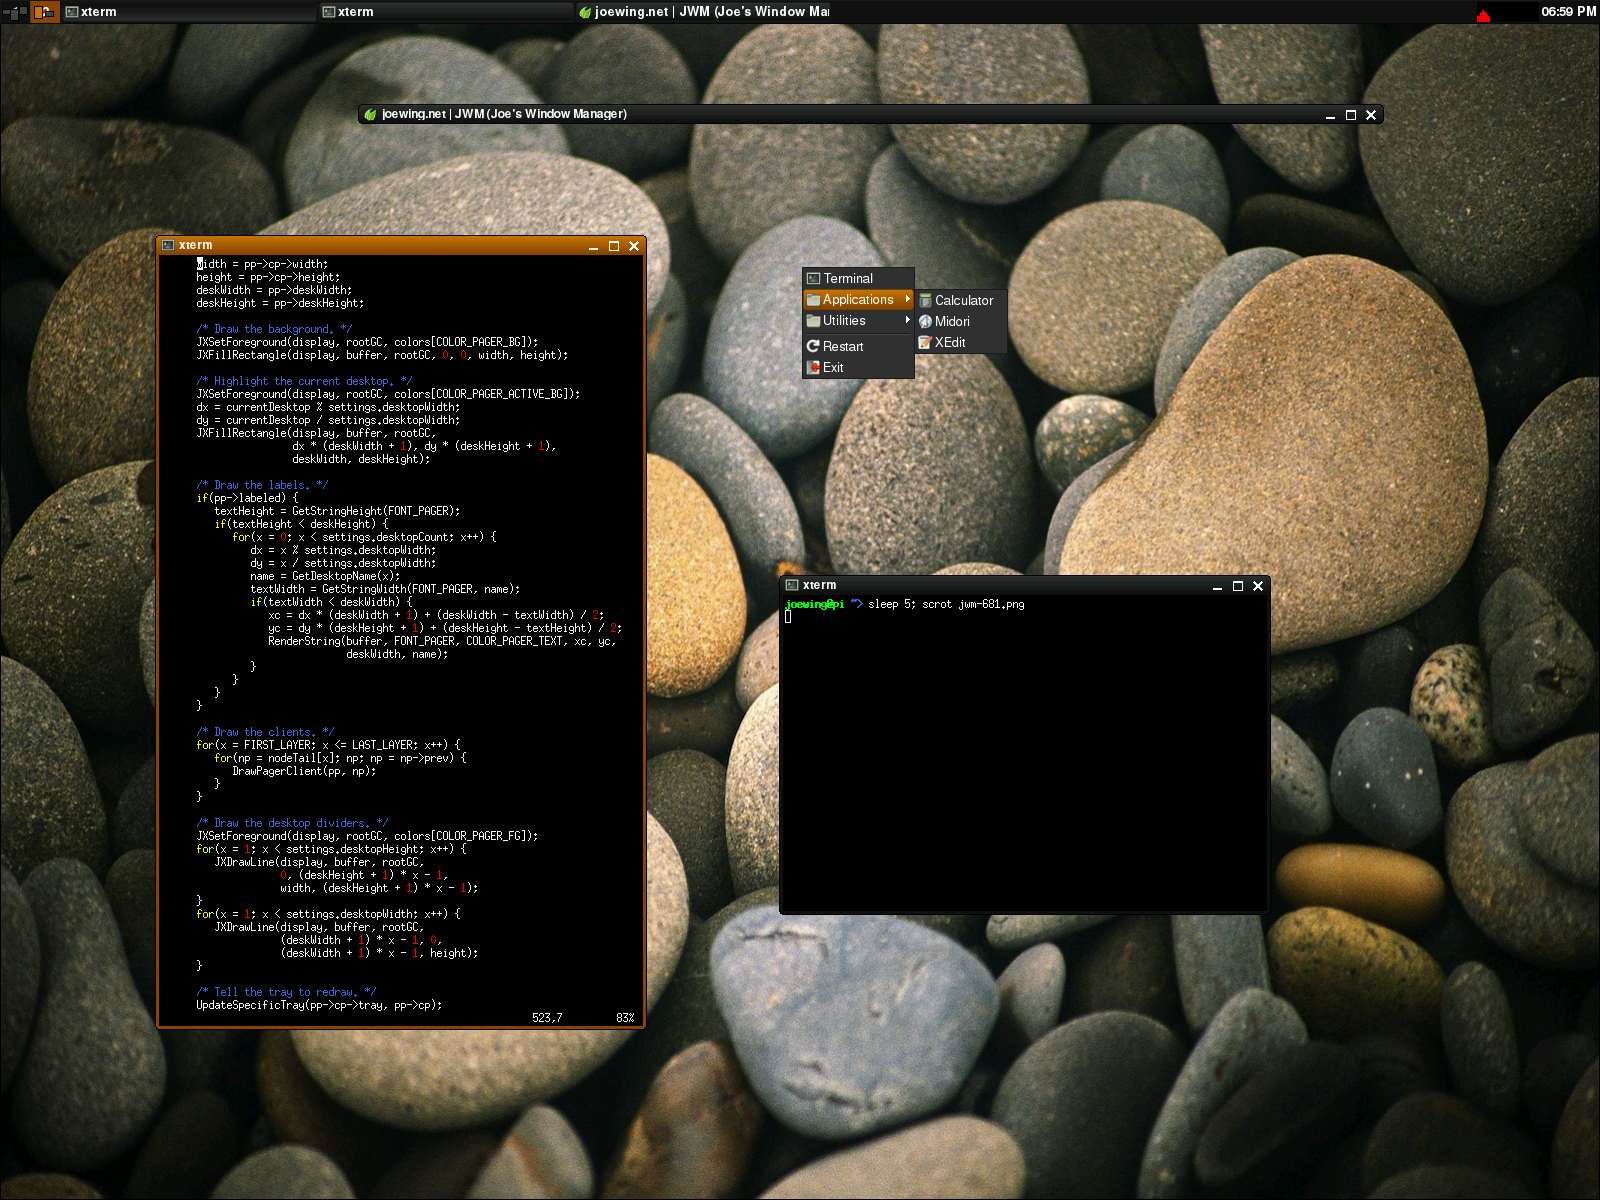 xterm
xterm
joewing.net | JWM (Joe's Window Ma
06:59 PM
joewing.net | JWM (Joe's Window Manager)
xterm
width = pp->cp->width;
height = pp->cp->height;
deskWidth = pp->deskWidth;
deskHeight = pp->deskHeight;
/* Draw the background. */
JXSetForeground(display, rootGC, colors[COLOR_PAGER_BG]);
JXFillRectangle(display, buffer, rootGC, 0, 0, width, height);
/* Highlight the current desktop. */
JXSetForeground(display, rootGC, colors[COLOR_PAGER_ACTIVE_BG]);
dx = currentDesktop % settings.desktopWidth;
dy = currentDesktop / settings.desktopWidth;
JXFillRectangle(display, buffer, rootGC,
dx * (deskWidth + 1), dy * (deskHeight + 1),
deskWidth, deskHeight);
/* Draw the labels. */
if(pp->labeled) {
textHeight = GetStringHeight(FONT_PAGER);
if(textHeight < deskHeight) {
for(x = 0; x < settings.desktopCount; x++) {
dx = x % settings.desktopWidth;
dy = x / settings.desktopWidth;
name = GetDesktopName(x);
textWidth = GetStringWidth(FONT_PAGER, name);
if(textWidth < deskWidth) {
xc = dx * (deskWidth + 1) + (deskWidth - textWidth) / 2;
yc = dy * (deskHeight + 1) + (deskHeight - textHeight) / 2;
RenderString(buffer, FONT_PAGER, COLOR_PAGER_TEXT, xc, yc,
deskWidth, name);
}
}
}
}
/* Draw the clients. */
for(x = FIRST_LAYER; x <= LAST_LAYER; x++) {
for(np = nodeTail[x]; np; np = np->prev) {
DrawPagerClient(pp, np);
}
}
/* Draw the desktop dividers. */
JXSetForeground(display, rootGC, colors[COLOR_PAGER_FG]);
for(x = 1; x < settings.desktopHeight; x++) {
JXDrawLine(display, buffer, rootGC,
0, (deskHeight + 1) * x - 1,
width, (deskHeight + 1) * x - 1);
}
for(x = 1; x < settings.desktopWidth; x++) {
JXDrawLine(display, buffer, rootGC,
(deskWidth + 1) * x - 1, 0,
(deskWidth + 1) * x - 1, height);
}
/* Tell the tray to redraw. */
UpdateSpecificTray(pp->cp->tray, pp->cp);
523,7 83%
Terminal
Applications
Utilities
Restart
Exit
Calculator
Midori
XEdit
xterm
joewing@pi ~> sleep 5; scrot jwm-681.png